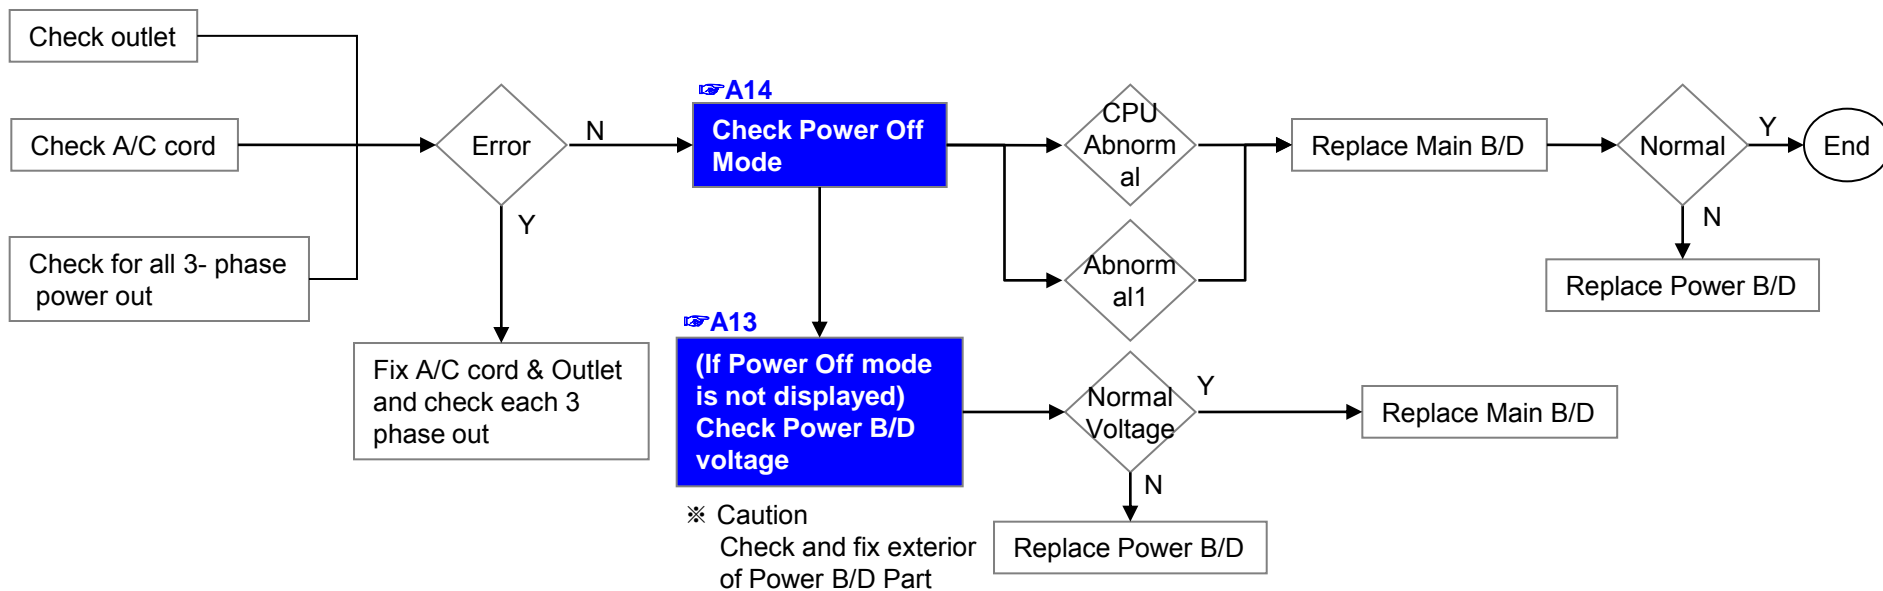 Check outlet
Check A/C cord
Check for all 3- phase
power out
Error
N
Y
Fix A/C cord & Outlet
and check each 3
phase out
☞A14
Check Power Off
Mode
☞A13
(If Power Off mode
is not displayed)
Check Power B/D
voltage
※ Caution
Check and fix exterior
of Power B/D Part
CPU
Abnorm
al
Abnorm
al1
Replace Main B/D
Normal
Y
End
N
Replace Power B/D
Normal
Voltage
Y
Replace Main B/D
N
Replace Power B/D